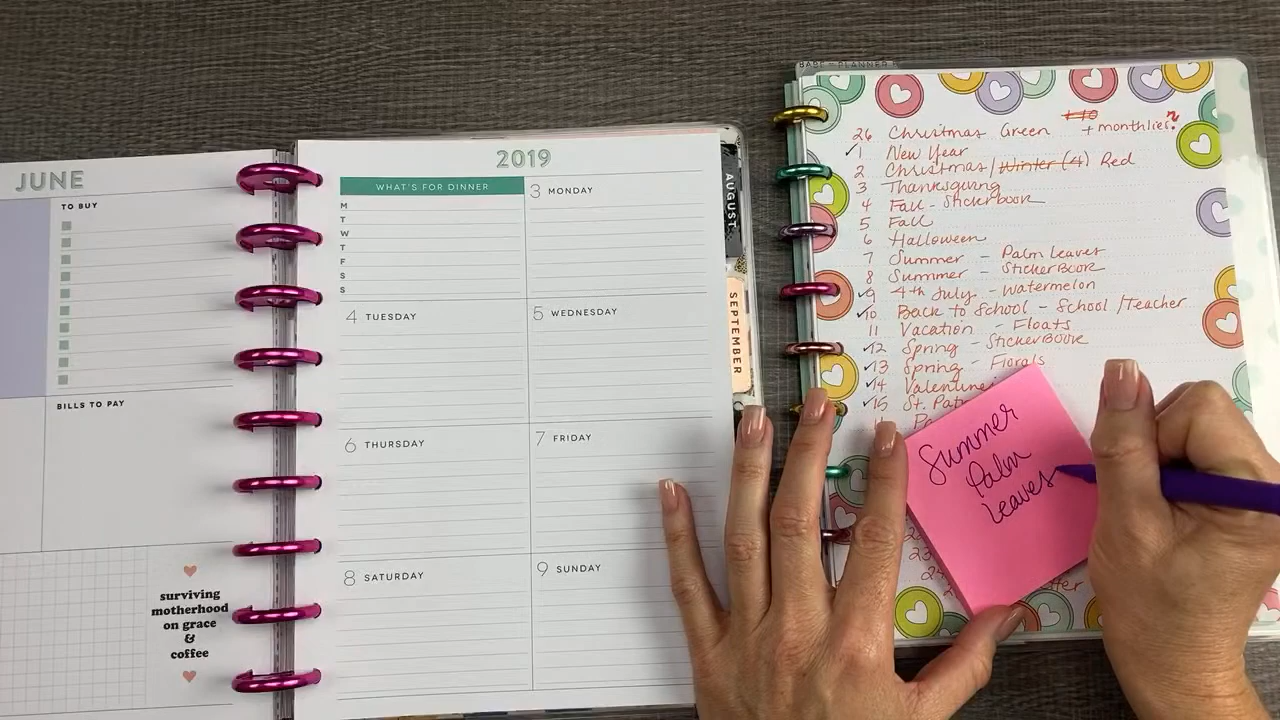 JUNE
TO BUY
BILLS TO PAY
surviving
motherhood
on grace
&
coffee
2019
WHAT'S FOR DINNER
M
T
W
T
F
S
S
3 MONDAY
4 TUESDAY
5 WEDNESDAY
6 THURSDAY
7 FRIDAY
8 SATURDAY
9 SUNDAY
AUGUST
SEPTEMBER
26 Christmas Green + monthlies?
✓1 New Year
2 Christmas/Winter (4) Red
3 Thanksgiving
4 Fall - Stickerbook
5 Fall
6 Halloween
7 Summer - Palm Leaves
8 Summer - StickerBook
✓9 4th July - Watermelon
✓10 Back to School - School/Teacher
11 Vacation - Floats
✓12 Spring - StickerBook
✓13 Spring - Florals
✓14 Valentine
✓15 St. Pat
23
24
Summer
Palm
Leaves